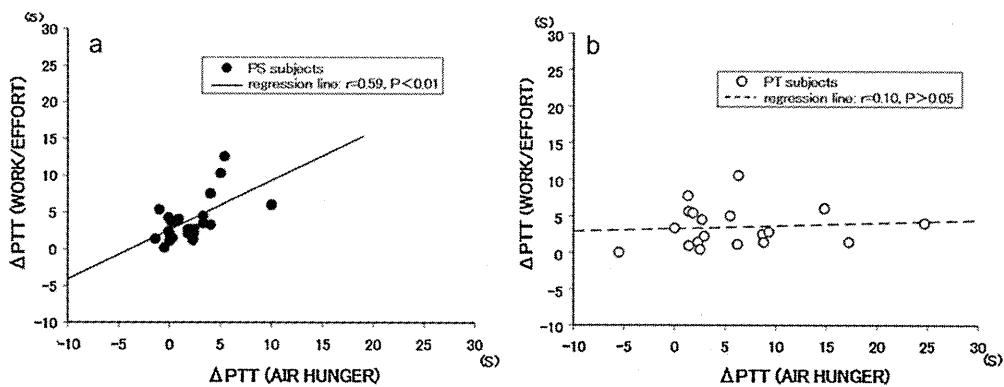 (S)
30
25
20
15
10
5
0
−5
−10
ΔPTT (WORK/EFFORT)
a
PS subjects
regression line: r=0.59, P<0.01
−10 −5 0 5 10 15 20 25 30
(S)
ΔPTT (AIR HUNGER)
(S)
30
25
20
15
10
5
0
−5
−10
ΔPTT (WORK/EFFORT)
b
PT subjects
regression line: r=0.10, P>0.05
−10 −5 0 5 10 15 20 25 30
(S)
ΔPTT (AIR HUNGER)